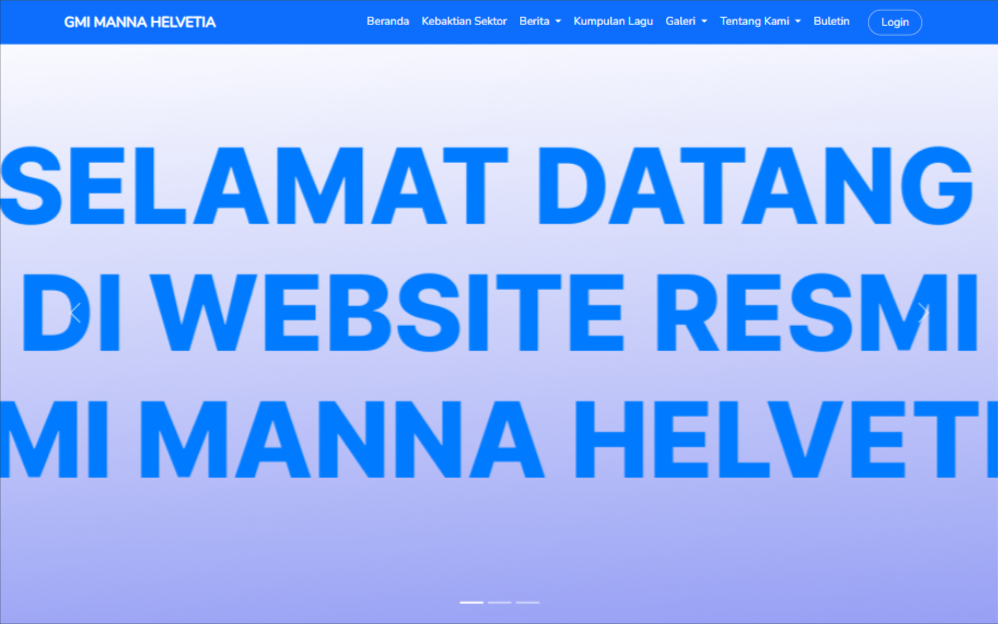 GMI MANNA HELVETIA
Beranda Kebaktian Sektor Berita Kumpulan Lagu Galeri Tentang Kami Buletin Login
SELAMAT DATANG
DI WEBSITE RESMI
MI MANNA HELVETI